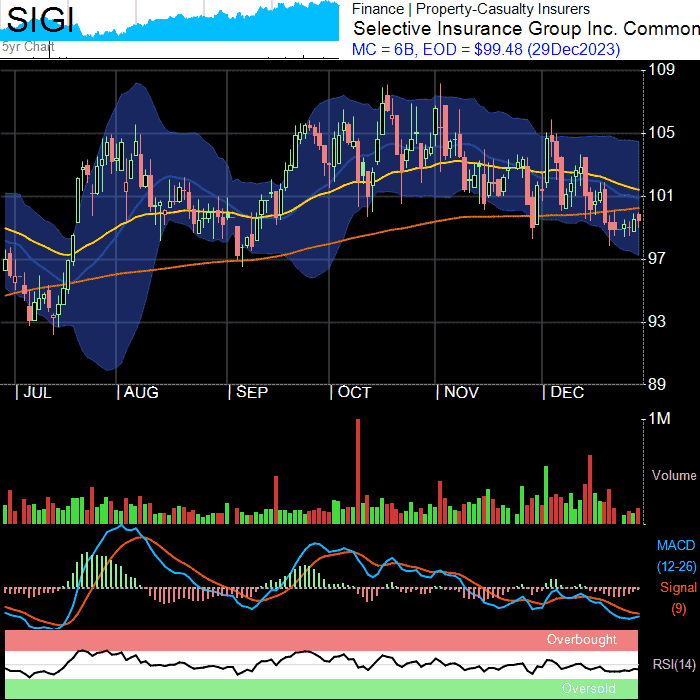 SIGI
5yr Chart
Finance | Property-Casualty Insurers
Selective Insurance Group Inc. Common
MC = 6B, EOD = $99.48 (29Dec2023)
109
105
101
97
93
89
| JUL | AUG | SEP | OCT | NOV | DEC
1M
Volume
MACD
(12-26)
Signal
(9)
Overbought
RSI(14)
Oversold